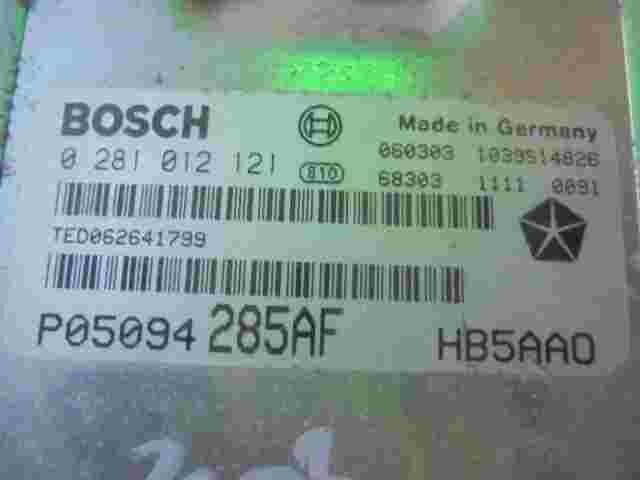 BOSCH Made in Germany
0 281 012 121 810 060303 1039S14826
68303 1111 0091
TED062641799
P05094 285AF HB5AA0